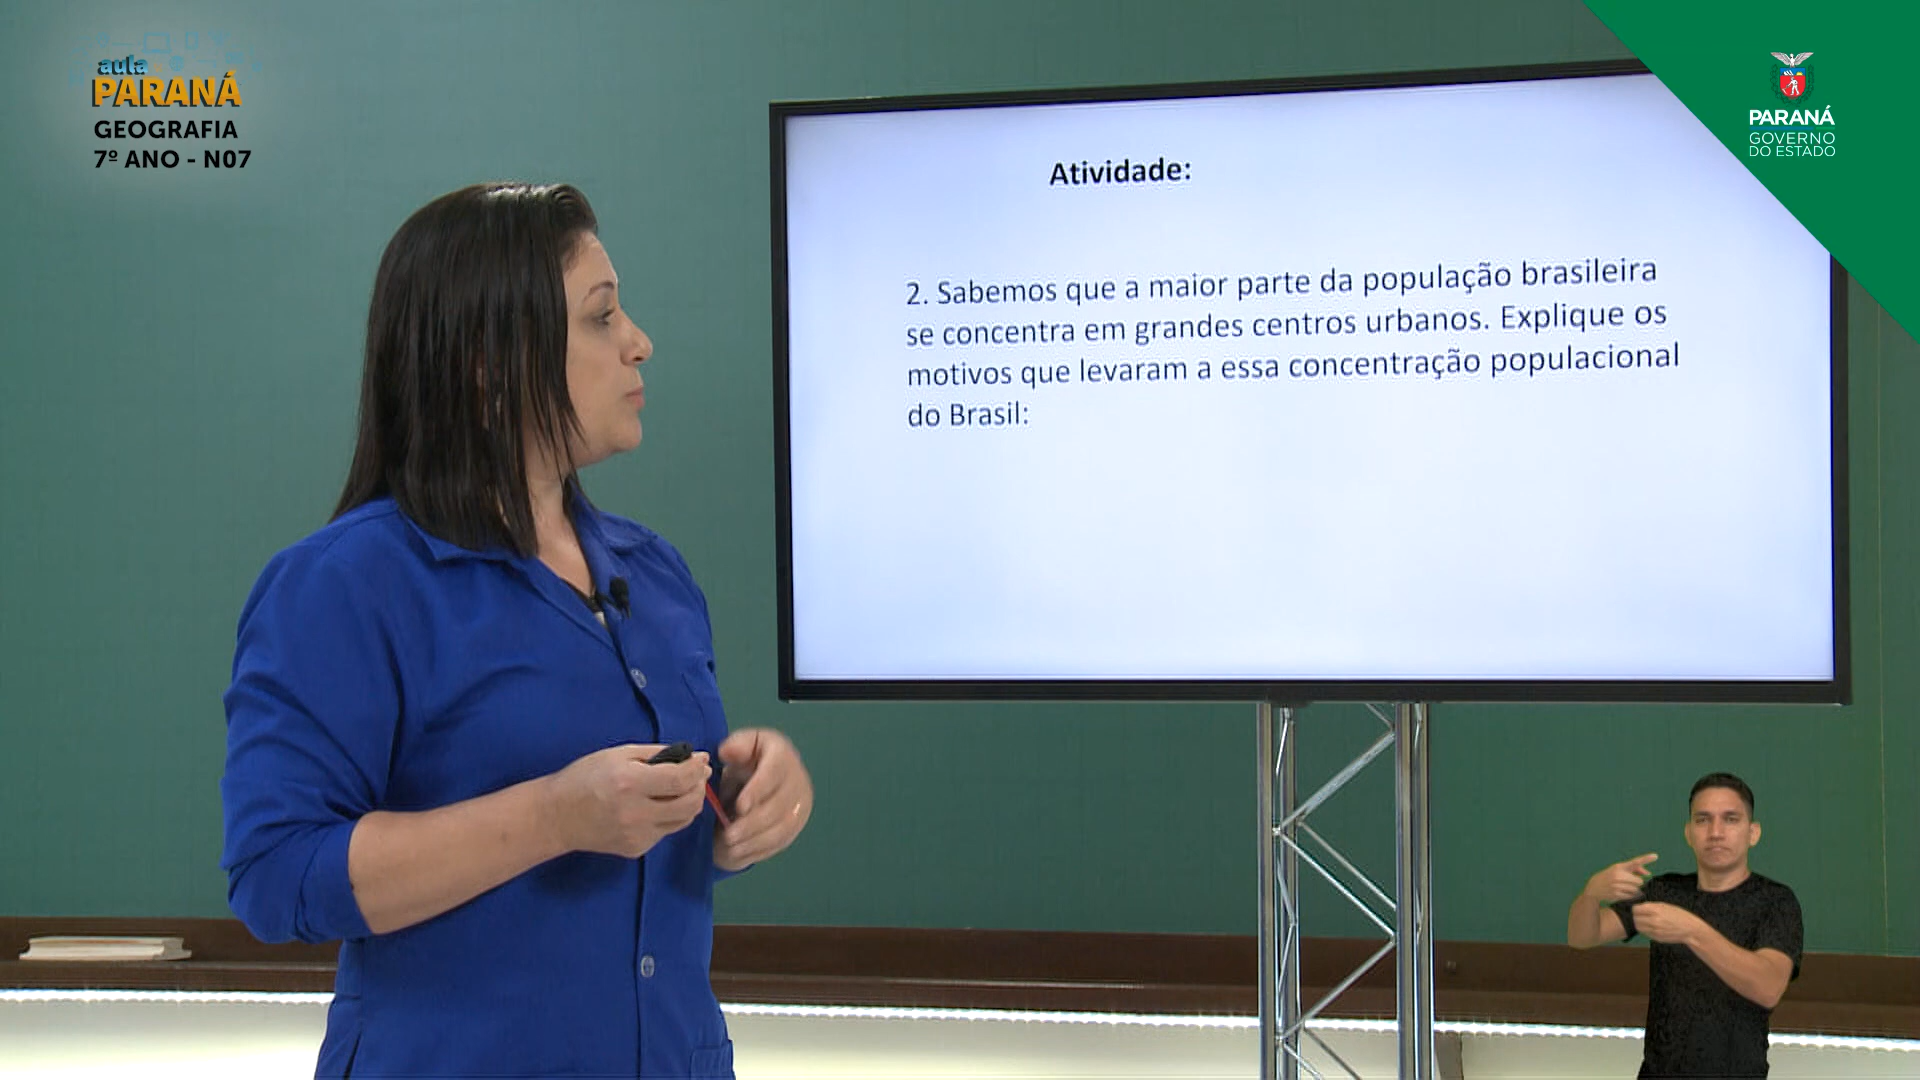 aula
PARANÁ
GEOGRAFIA
7º ANO - N07
PARANÁ
GOVERNO
DO ESTADO
Atividade:
2. Sabemos que a maior parte da população brasileira
se concentra em grandes centros urbanos. Explique os
motivos que levaram a essa concentração populacional
do Brasil: